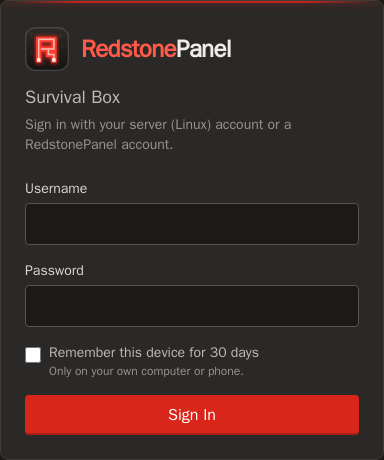 RedstonePanel
Survival Box
Sign in with your server (Linux) account or a
RedstonePanel account.
Username
Password
Remember this device for 30 days
Only on your own computer or phone.
Sign In